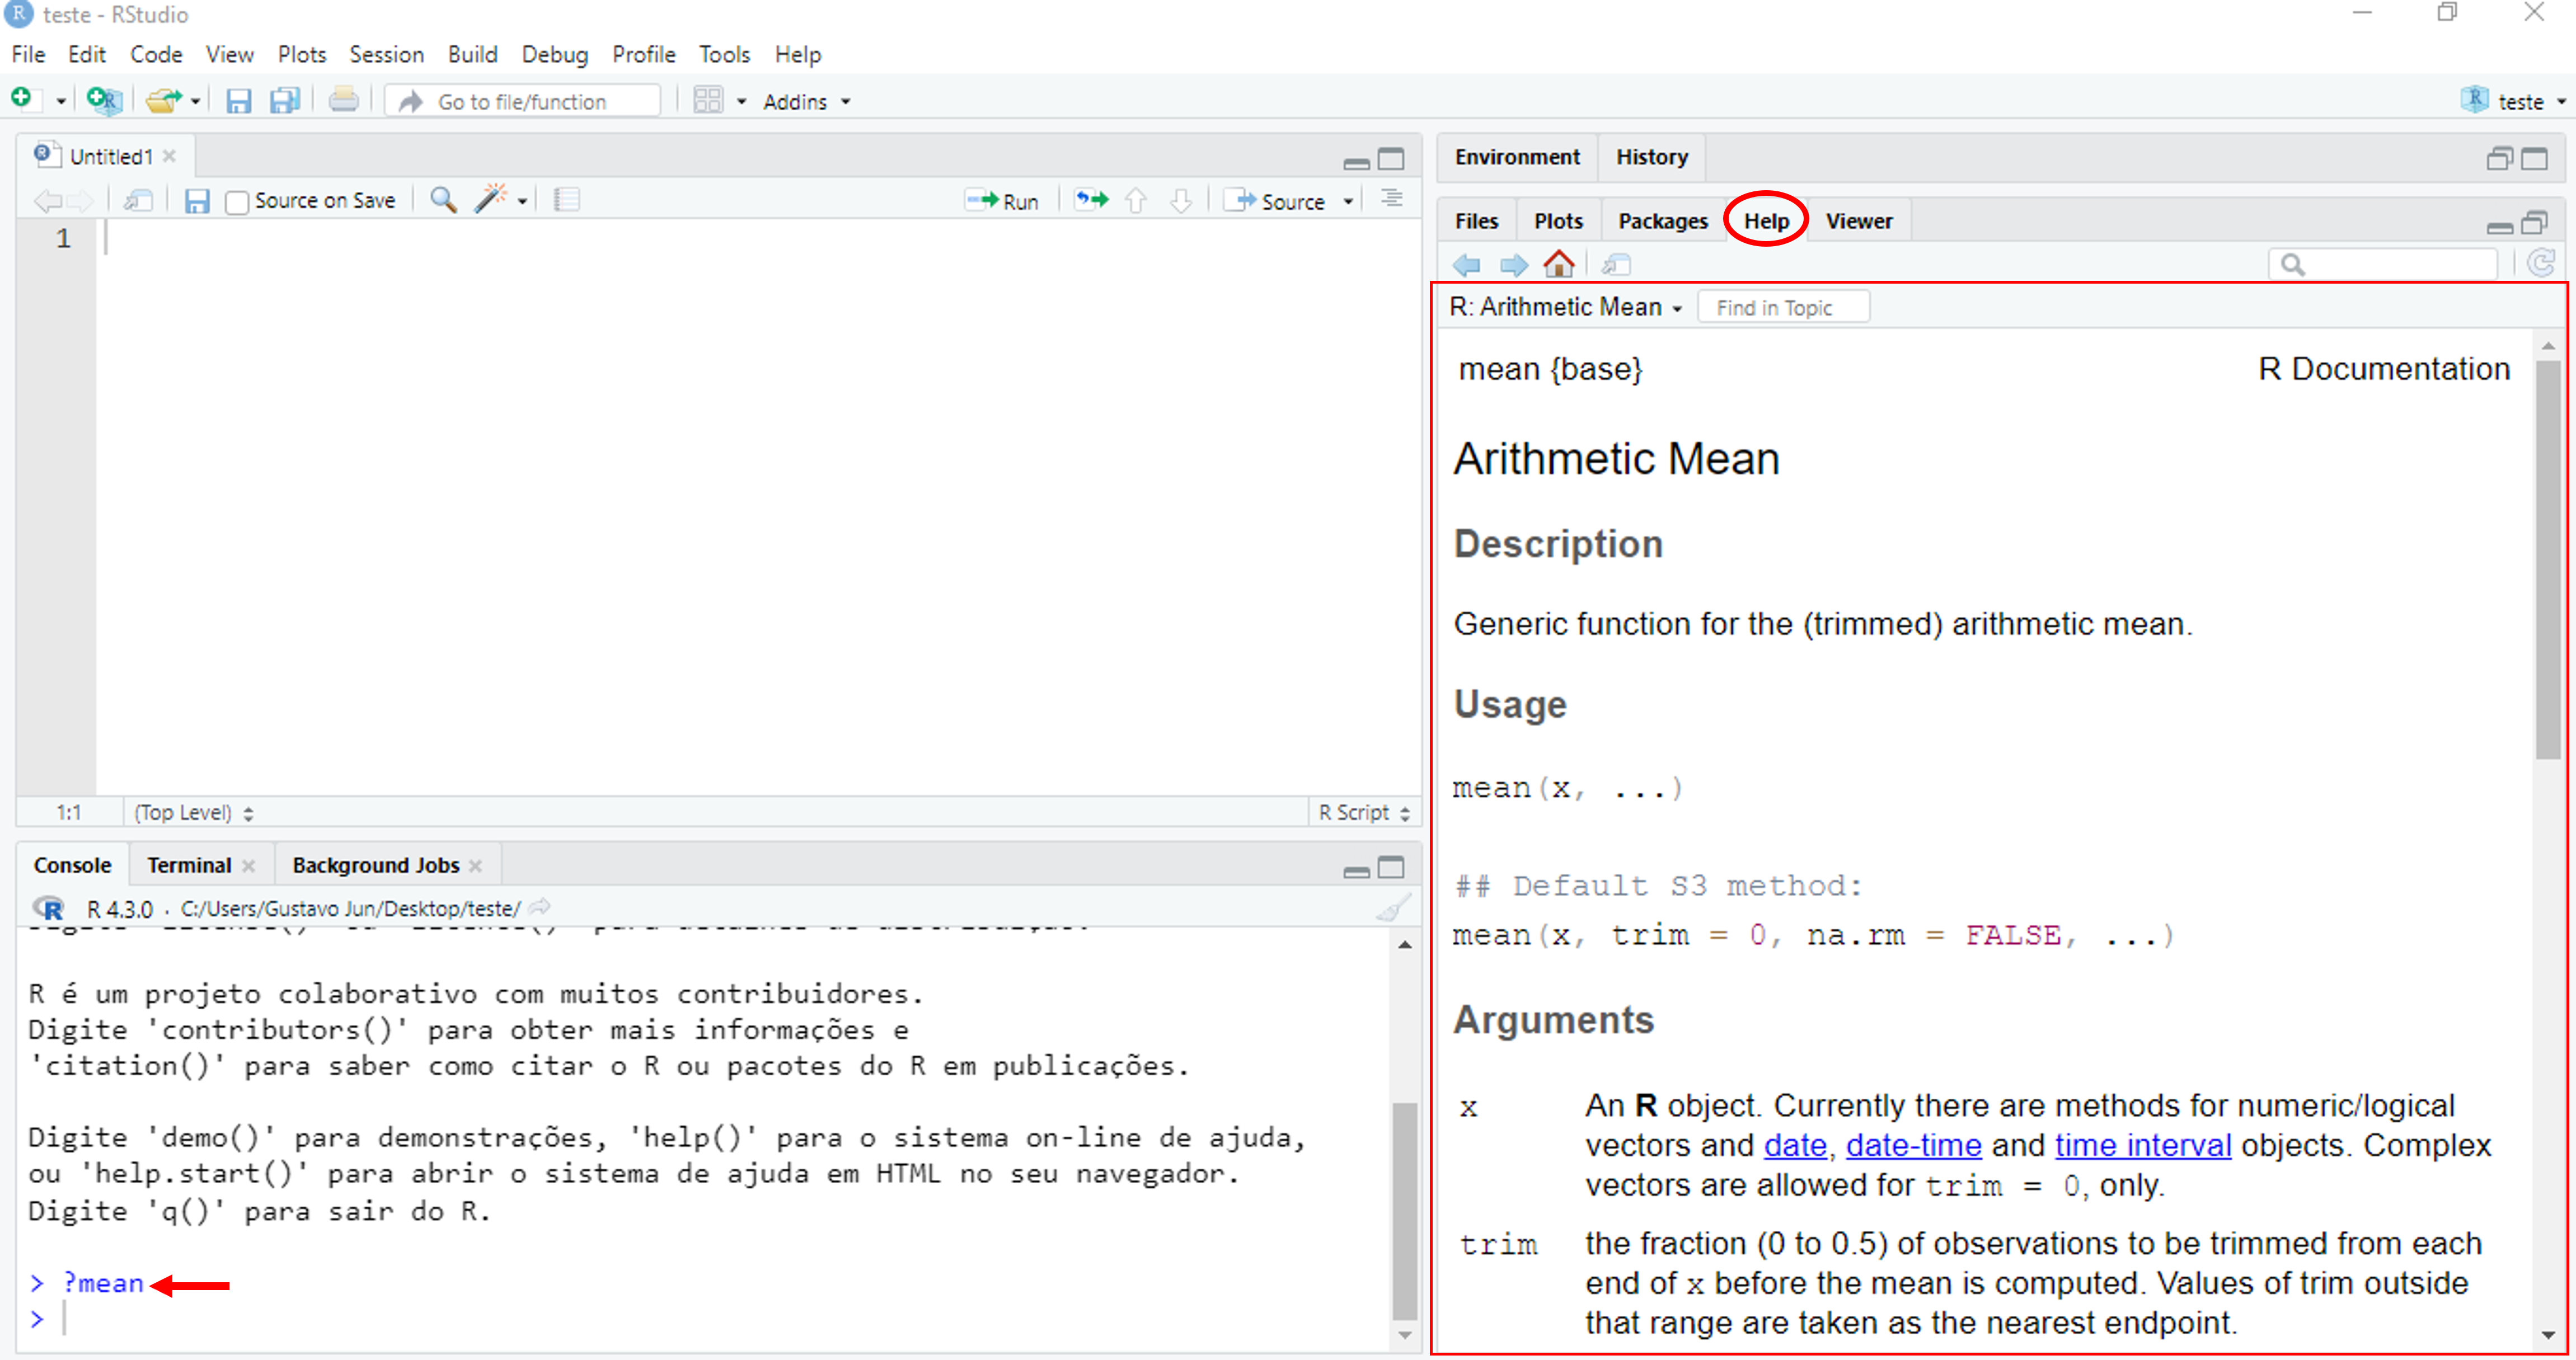 teste - RStudio
File Edit Code View Plots Session Build Debug Profile Tools Help
Go to file/function Addins teste
Untitled1
Source on Save Run Source
1
1:1 (Top Level) R Script
Console Terminal Background Jobs
R 4.3.0 · C:/Users/Gustavo Jun/Desktop/teste/
R é um projeto colaborativo com muitos contribuidores.
Digite 'contributors()' para obter mais informações e
'citation()' para saber como citar o R ou pacotes do R em publicações.
Digite 'demo()' para demonstrações, 'help()' para o sistema on-line de ajuda,
ou 'help.start()' para abrir o sistema de ajuda em HTML no seu navegador.
Digite 'q()' para sair do R.
> ?mean
>
Environment History
Files Plots Packages Help Viewer
R: Arithmetic Mean Find in Topic
mean {base} R Documentation
Arithmetic Mean
Description
Generic function for the (trimmed) arithmetic mean.
Usage
mean(x, ...)
## Default S3 method:
mean(x, trim = 0, na.rm = FALSE, ...)
Arguments
x An R object. Currently there are methods for numeric/logical
vectors and date, date-time and time interval objects. Complex
vectors are allowed for trim = 0, only.
trim the fraction (0 to 0.5) of observations to be trimmed from each
end of x before the mean is computed. Values of trim outside
that range are taken as the nearest endpoint.